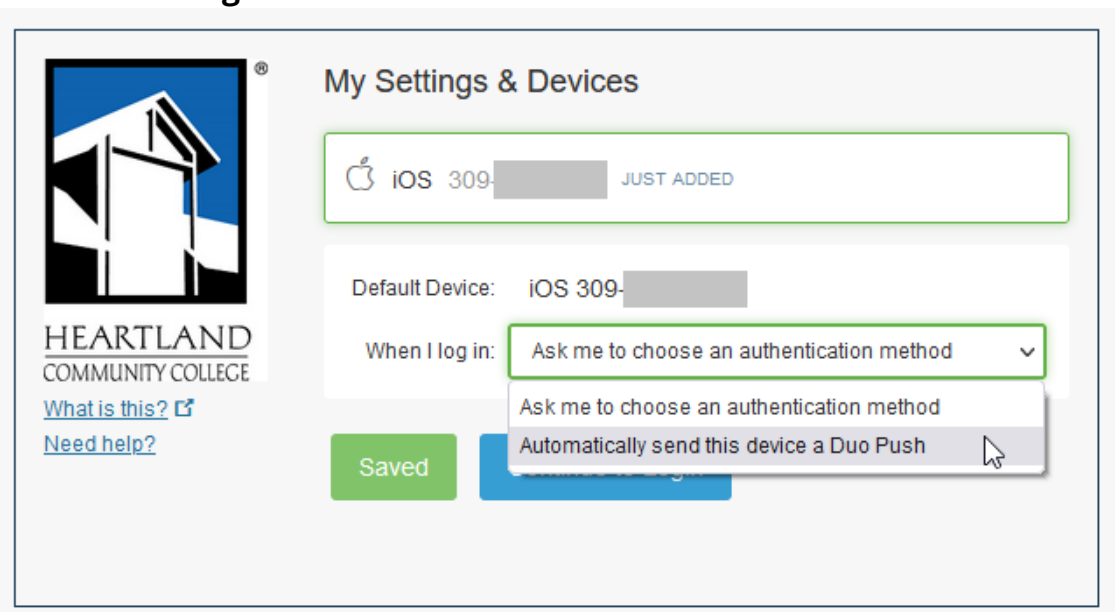 ®
HEARTLAND
COMMUNITY COLLEGE
What is this?
Need help?
My Settings & Devices
iOS 309- JUST ADDED
Default Device: iOS 309-
When I log in: Ask me to choose an authentication method
Ask me to choose an authentication method
Automatically send this device a Duo Push
Saved